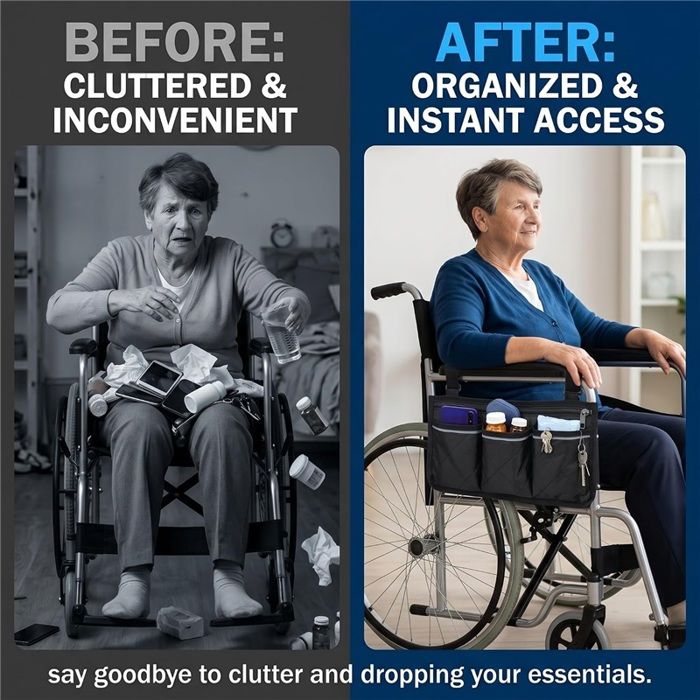 BEFORE:
CLUTTERED &
INCONVENIENT
AFTER:
ORGANIZED &
INSTANT ACCESS
say goodbye to clutter and dropping your essentials.